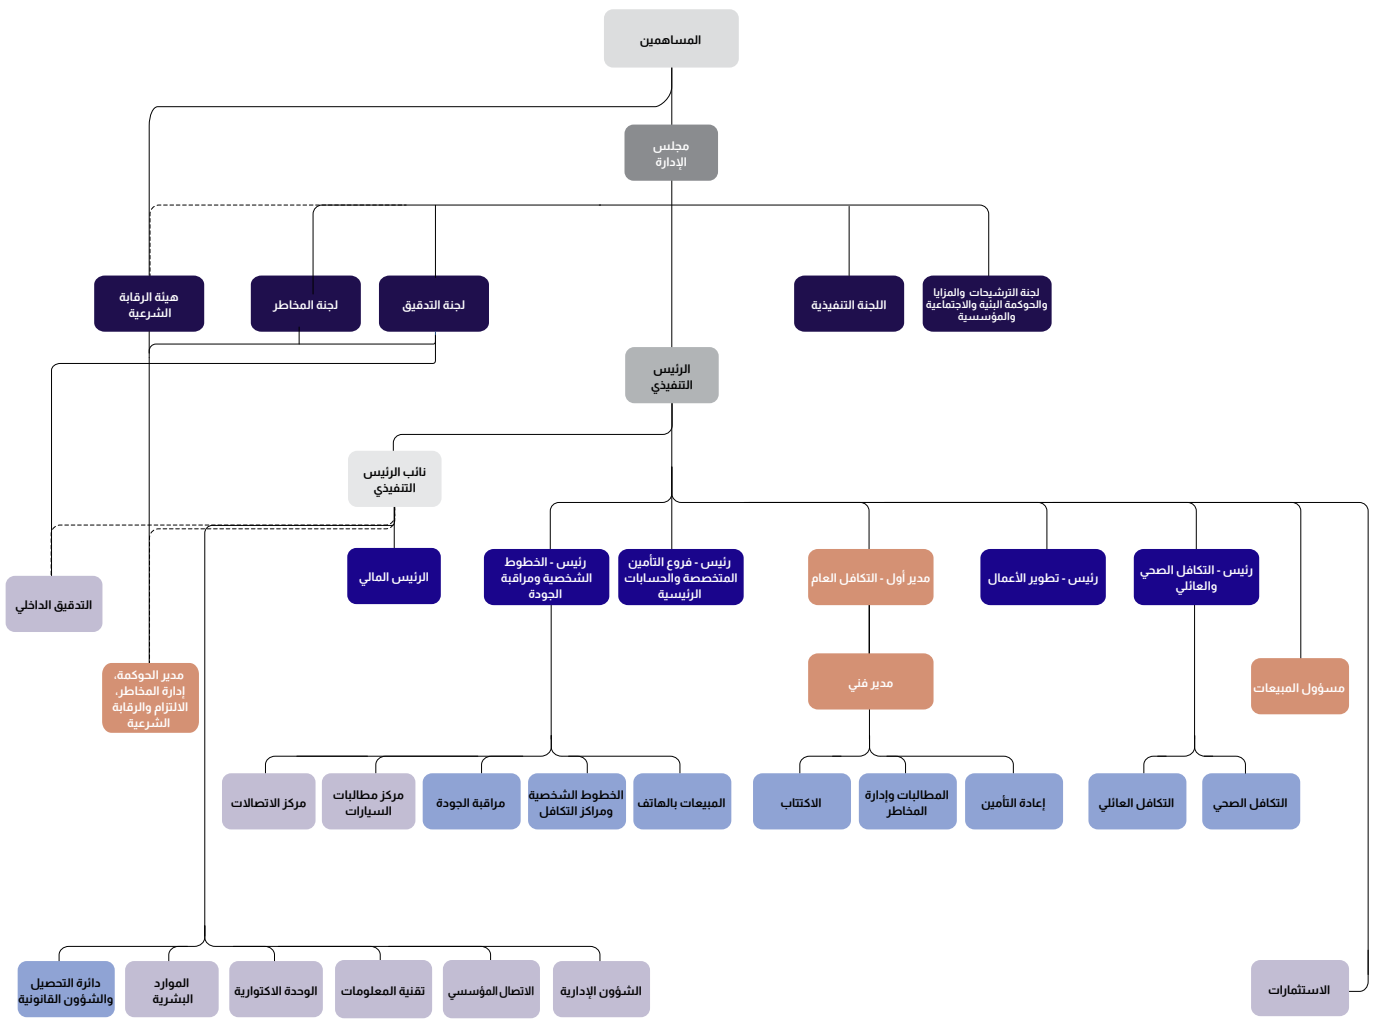 المساهمين
مجلس
الإدارة
لجنة الترشيحات والمزايا
والحوكمة البئية والاجتماعية
والمؤسسية
اللجنة التنفيذية
لجنة التدقيق
لجنة المخاطر
هيئة الرقابة
الشرعية
الرئيس
التنفيذي
نائب الرئيس
التنفيذي
رئيس - التكافل الصحي
والعائلي
رئيس - تطوير الأعمال
مدير أول - التكافل العام
رئيس - فروع التأمين
المتخصصة والحسابات
الرئيسية
رئيس - الخطوط
الشخصية ومراقبة
الجودة
الرئيس المالي
التدقيق الداخلي
مسؤول المبيعات
مدير فني
مدير الحوكمة،
إدارة المخاطر،
الالتزام والرقابة
الشرعية
التكافل الصحي
التكافل العائلي
إعادة التأمين
المطالبات وإدارة
المخاطر
الاكتتاب
المبيعات بالهاتف
الخطوط الشخصية
ومراكز التكافل
مراقبة الجودة
مركز مطالبات
السيارات
مركز الاتصالات
الاستثمارات
الشؤون الإدارية
الاتصال المؤسسي
تقنية المعلومات
الوحدة الاكتوارية
الموارد
البشرية
دائرة التحصيل
والشؤون القانونية